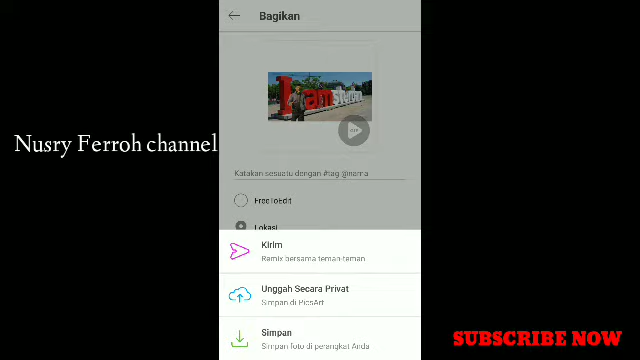 Bagikan
I amsterdam
Nusry Ferroh channel
Katakan sesuatu dengan #tag @nama
FreeToEdit
Lokasi
Kirim
Remix bersama teman-teman
Unggah Secara Privat
Simpan di PicsArt
Simpan
Simpan foto di perangkat Anda
SUBSCRIBE NOW